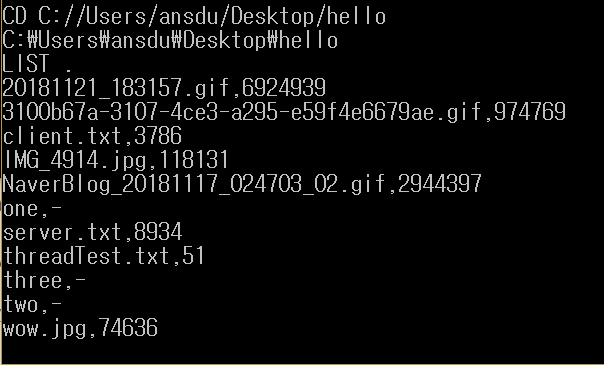 CD C://Users/ansdu/Desktop/hello
C:₩Users₩ansdu₩Desktop₩hello
LIST .
20181121_183157.gif,6924939
3100b67a-3107-4ce3-a295-e59f4e6679ae.gif,974769
client.txt,3786
IMG_4914.jpg,118131
NaverBlog_20181117_024703_02.gif,2944397
one,-
server.txt,8934
threadTest.txt,51
three,-
two,-
wow.jpg,74636